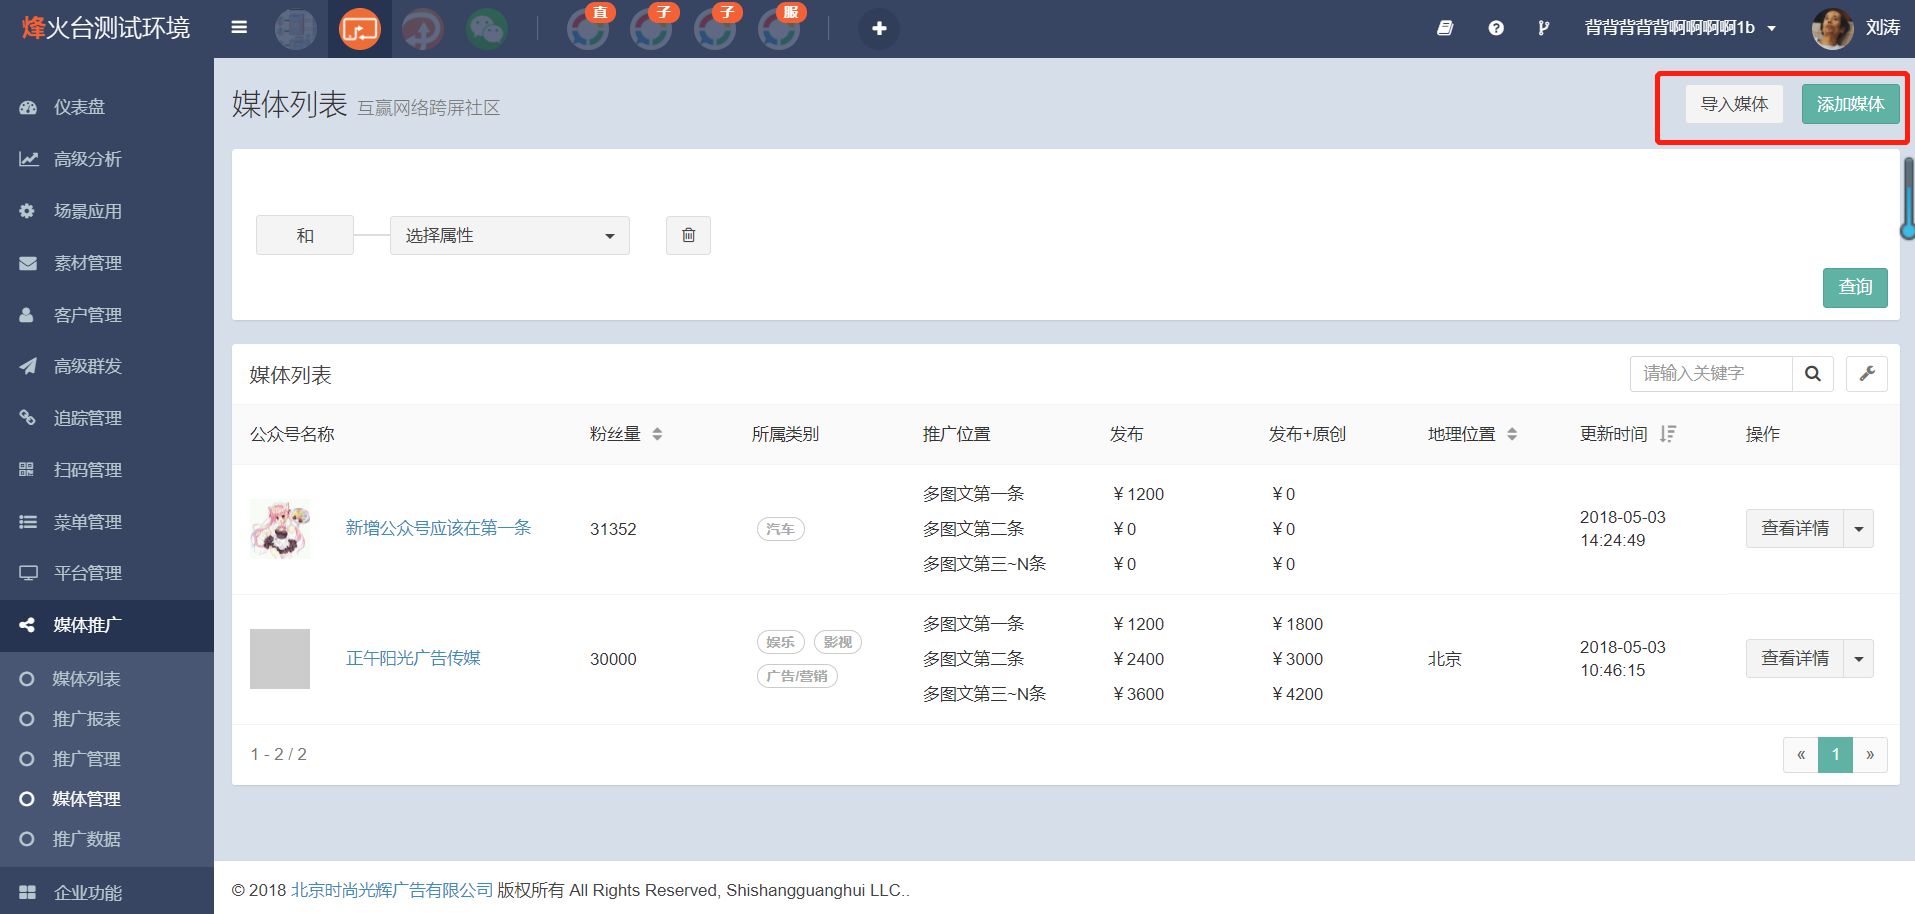 烽火台测试环境
直
子
子
服
背背背背背啊啊啊啊1b
刘涛
仪表盘
高级分析
场景应用
素材管理
客户管理
高级群发
追踪管理
扫码管理
菜单管理
平台管理
媒体推广
媒体列表
推广报表
推广管理
媒体管理
推广数据
企业功能
媒体列表 互赢网络跨屏社区
导入媒体 添加媒体
和 选择属性
查询
媒体列表
请输入关键字
公众号名称 粉丝量 所属类别 推广位置 发布 发布+原创 地理位置 更新时间 操作
多图文第一条 ¥1200 ¥0
新增公众号应该在第一条 31352 汽车 多图文第二条 ¥0 ¥0 2018-05-03 14:24:49 查看详情
多图文第三~N条 ¥0 ¥0
多图文第一条 ¥1200 ¥1800
正午阳光广告传媒 30000 娱乐 影视 广告/营销 多图文第二条 ¥2400 ¥3000 北京 2018-05-03 10:46:15 查看详情
多图文第三~N条 ¥3600 ¥4200
1 - 2 / 2
« 1 »
© 2018 北京时尚光辉广告有限公司 版权所有 All Rights Reserved, Shishangguanghui LLC..